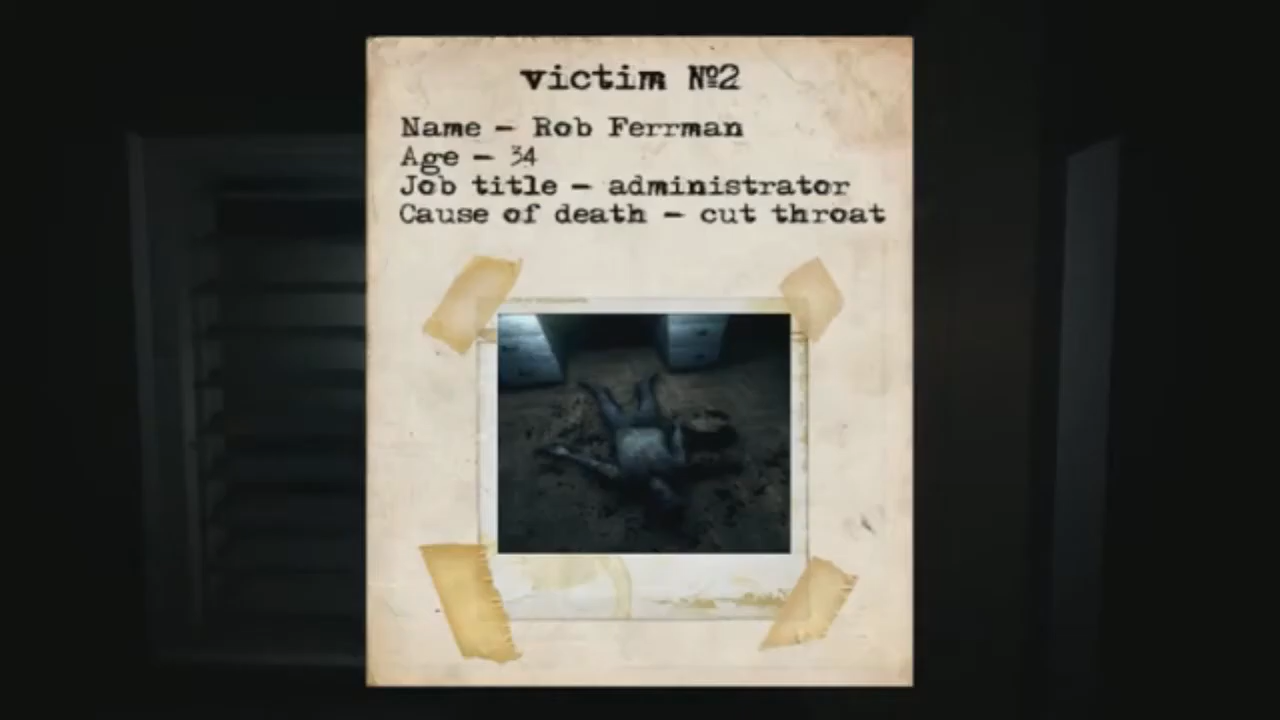 victim №2
Name - Rob Ferrman
Age - 34
Job title - administrator
Cause of death - cut throat